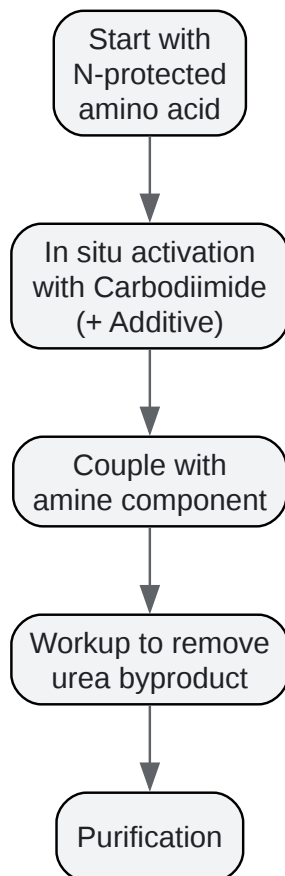 Start with
N-protected
amino acid
In situ activation
with Carbodiimide
(+ Additive)
Couple with
amine component
Workup to remove
urea byproduct
Purification